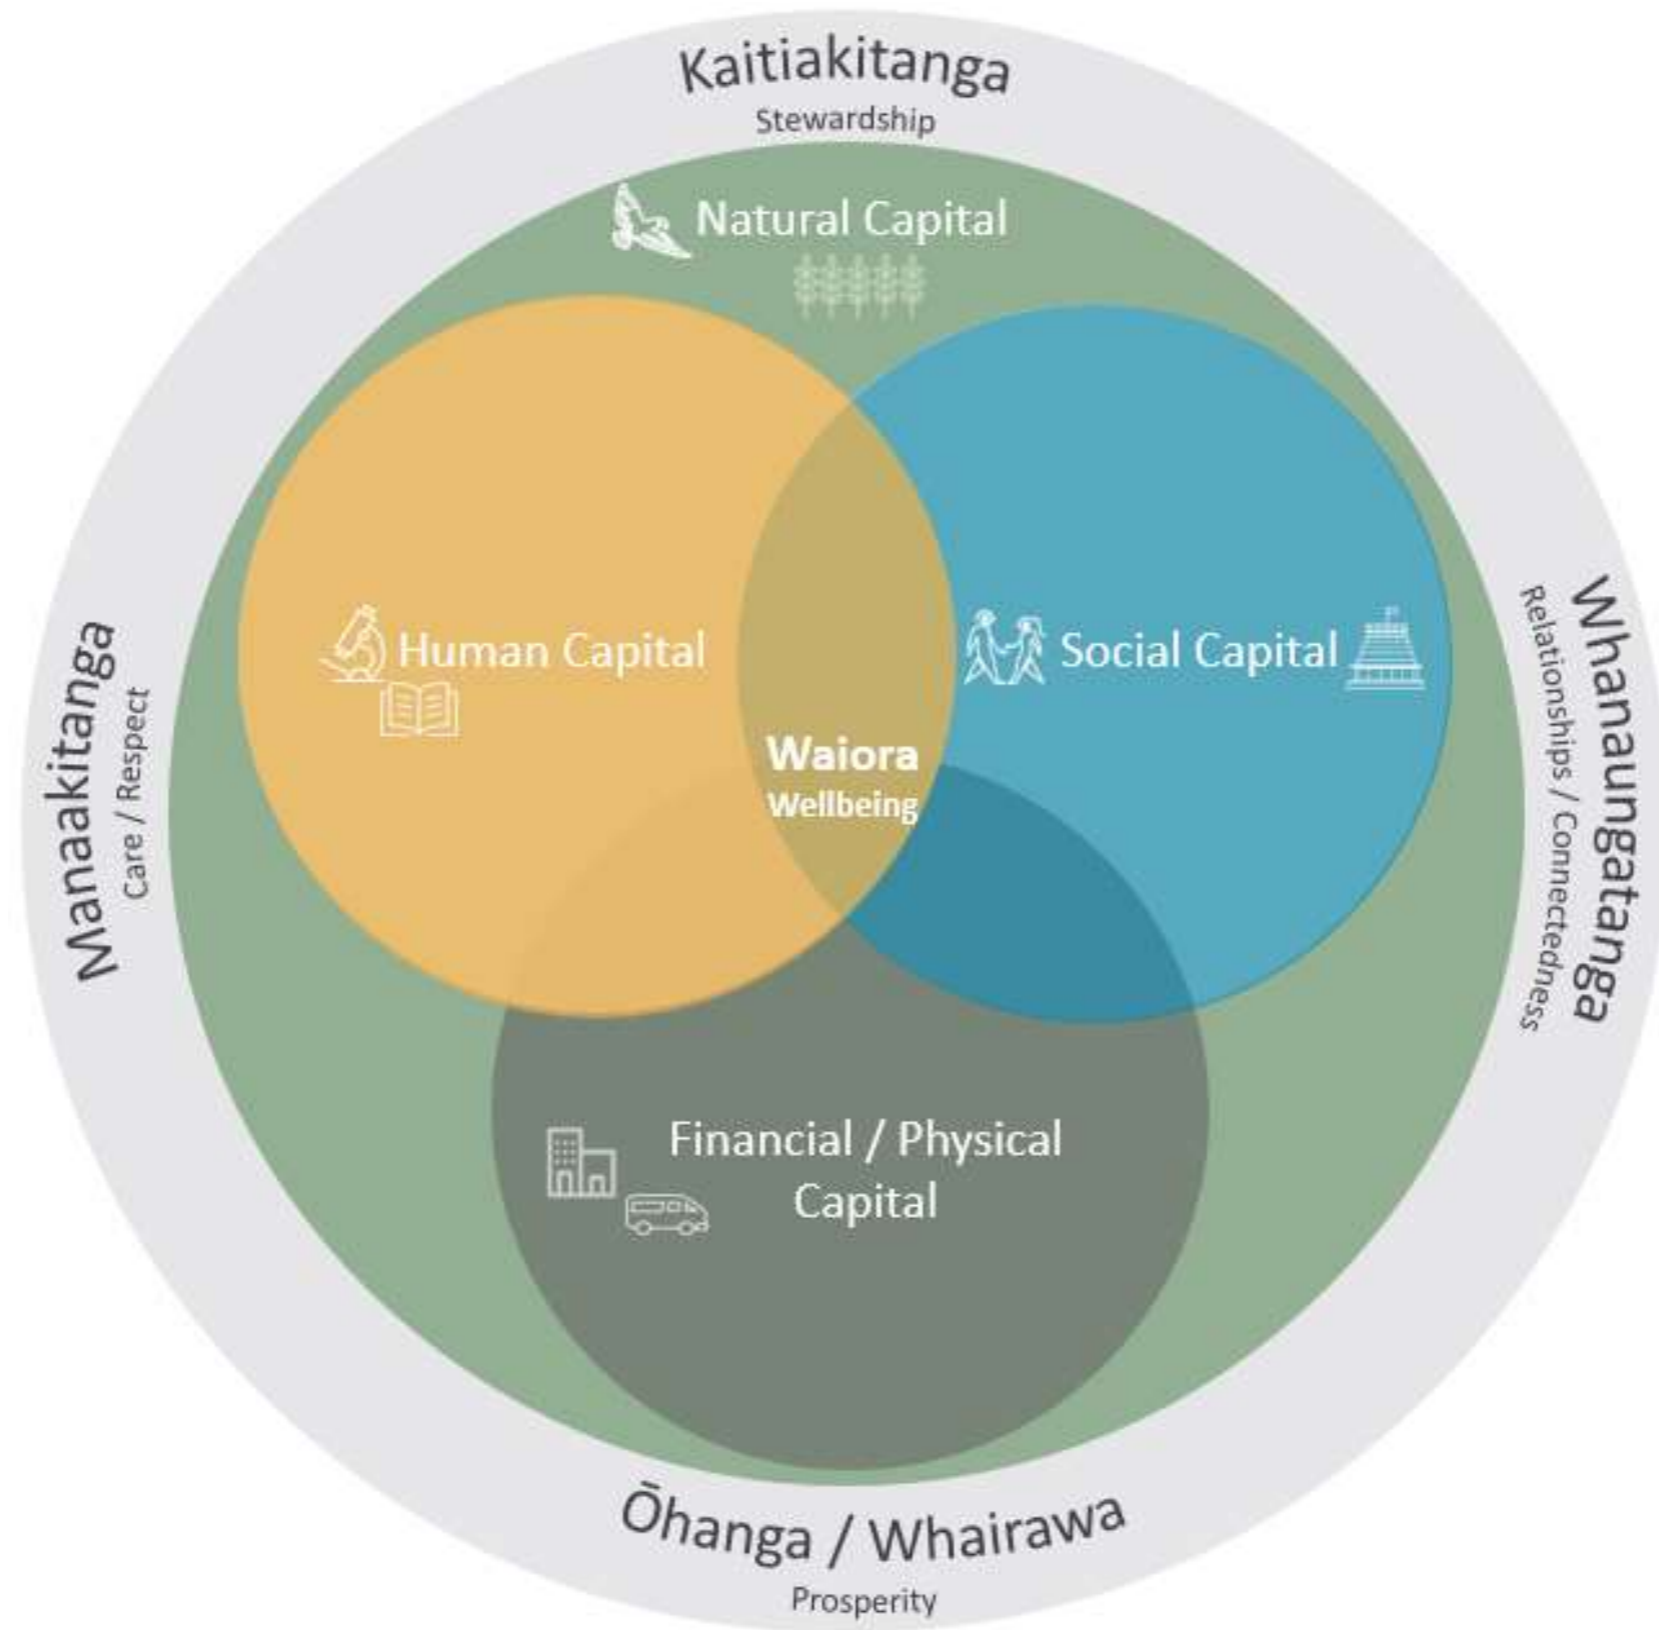 Kaitiakitanga
Stewardship
Natural Capital
Human Capital
Social Capital
Waiora
Wellbeing
Manaakitanga
Care / Respect
Whanaungatanga
Relationships / Connectedness
Financial / Physical
Capital
Ōhanga / Whairawa
Prosperity